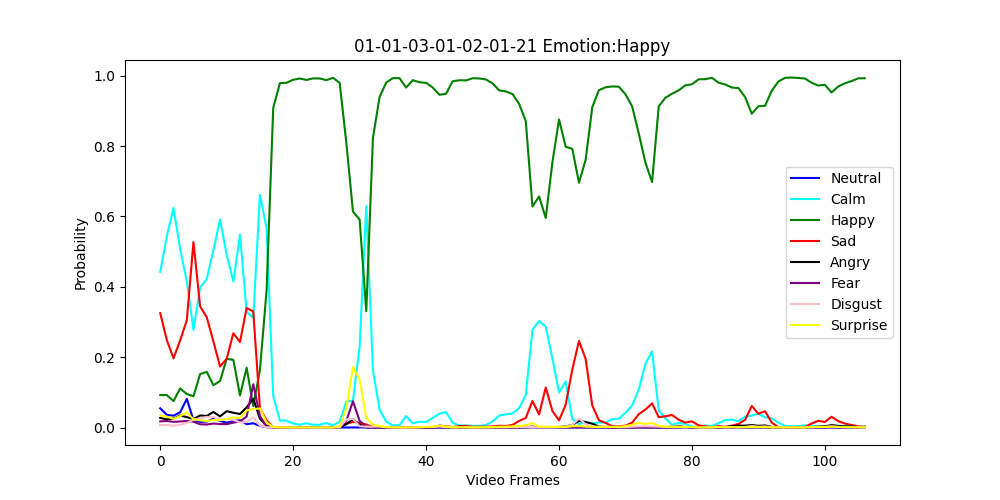 01-01-03-01-02-01-21 Emotion:Happy
1.0
0.8
0.6
0.4
0.2
0.0
Probability
0 20 40 60 80 100
Video Frames
Neutral
Calm
Happy
Sad
Angry
Fear
Disgust
Surprise